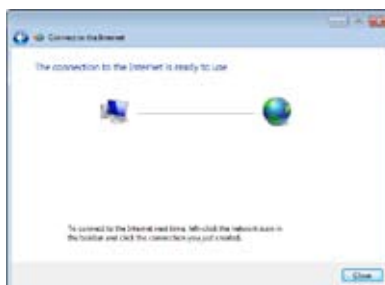 Connect to the Internet
The connection to the Internet is ready to use
To connect to the Internet next time, left-click the network icon in
the taskbar and click the connection you just created.
Close